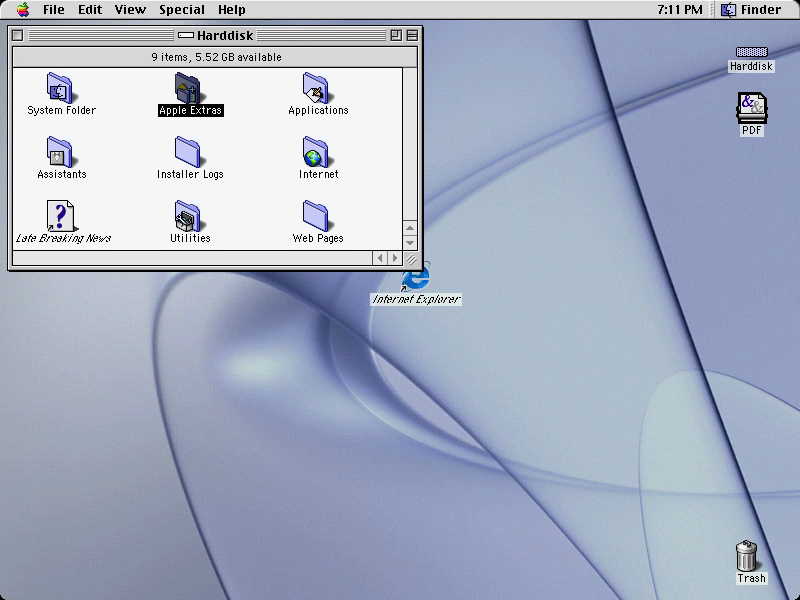 File Edit View Special Help 7:11 PM Finder
Harddisk
9 items, 5.52 GB available
System Folder Apple Extras Applications
Assistants Installer Logs Internet
Late Breaking News Utilities Web Pages
Internet Explorer
Harddisk
PDF
Trash